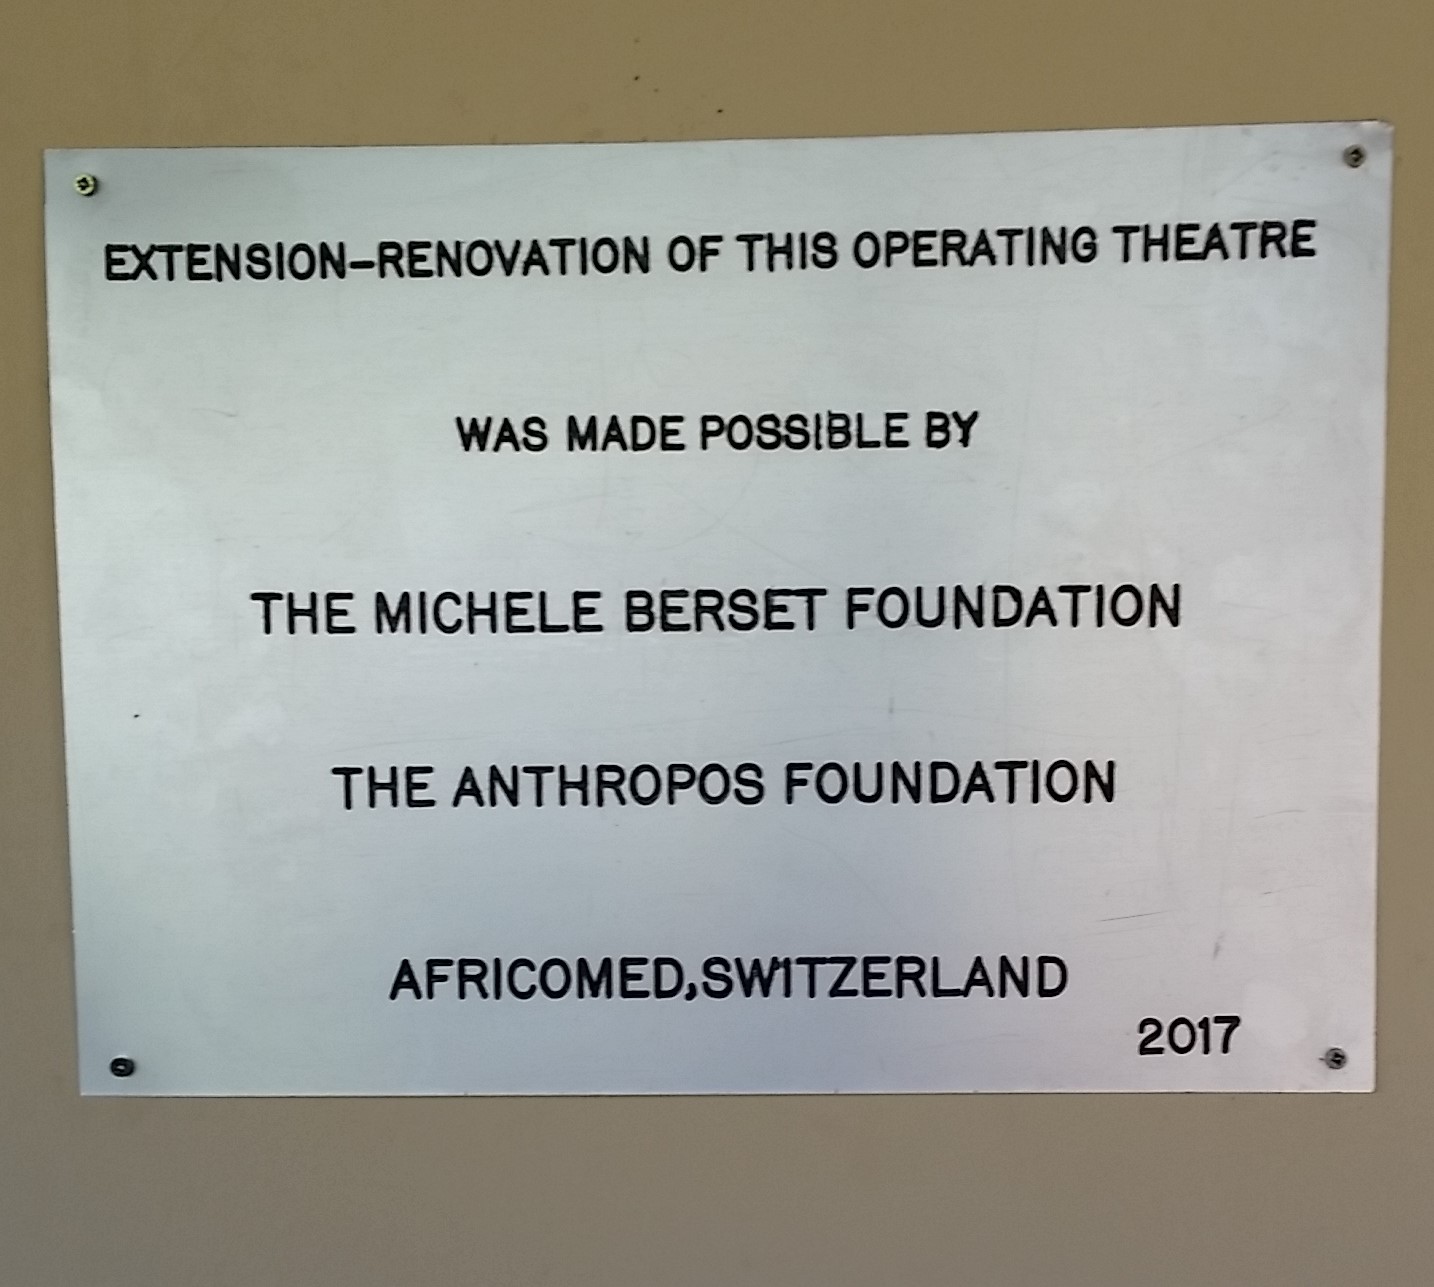 EXTENSION-RENOVATION OF THIS OPERATING THEATRE
WAS MADE POSSIBLE BY
THE MICHELE BERSET FOUNDATION
THE ANTHROPOS FOUNDATION
AFRICOMED,SWITZERLAND
2017